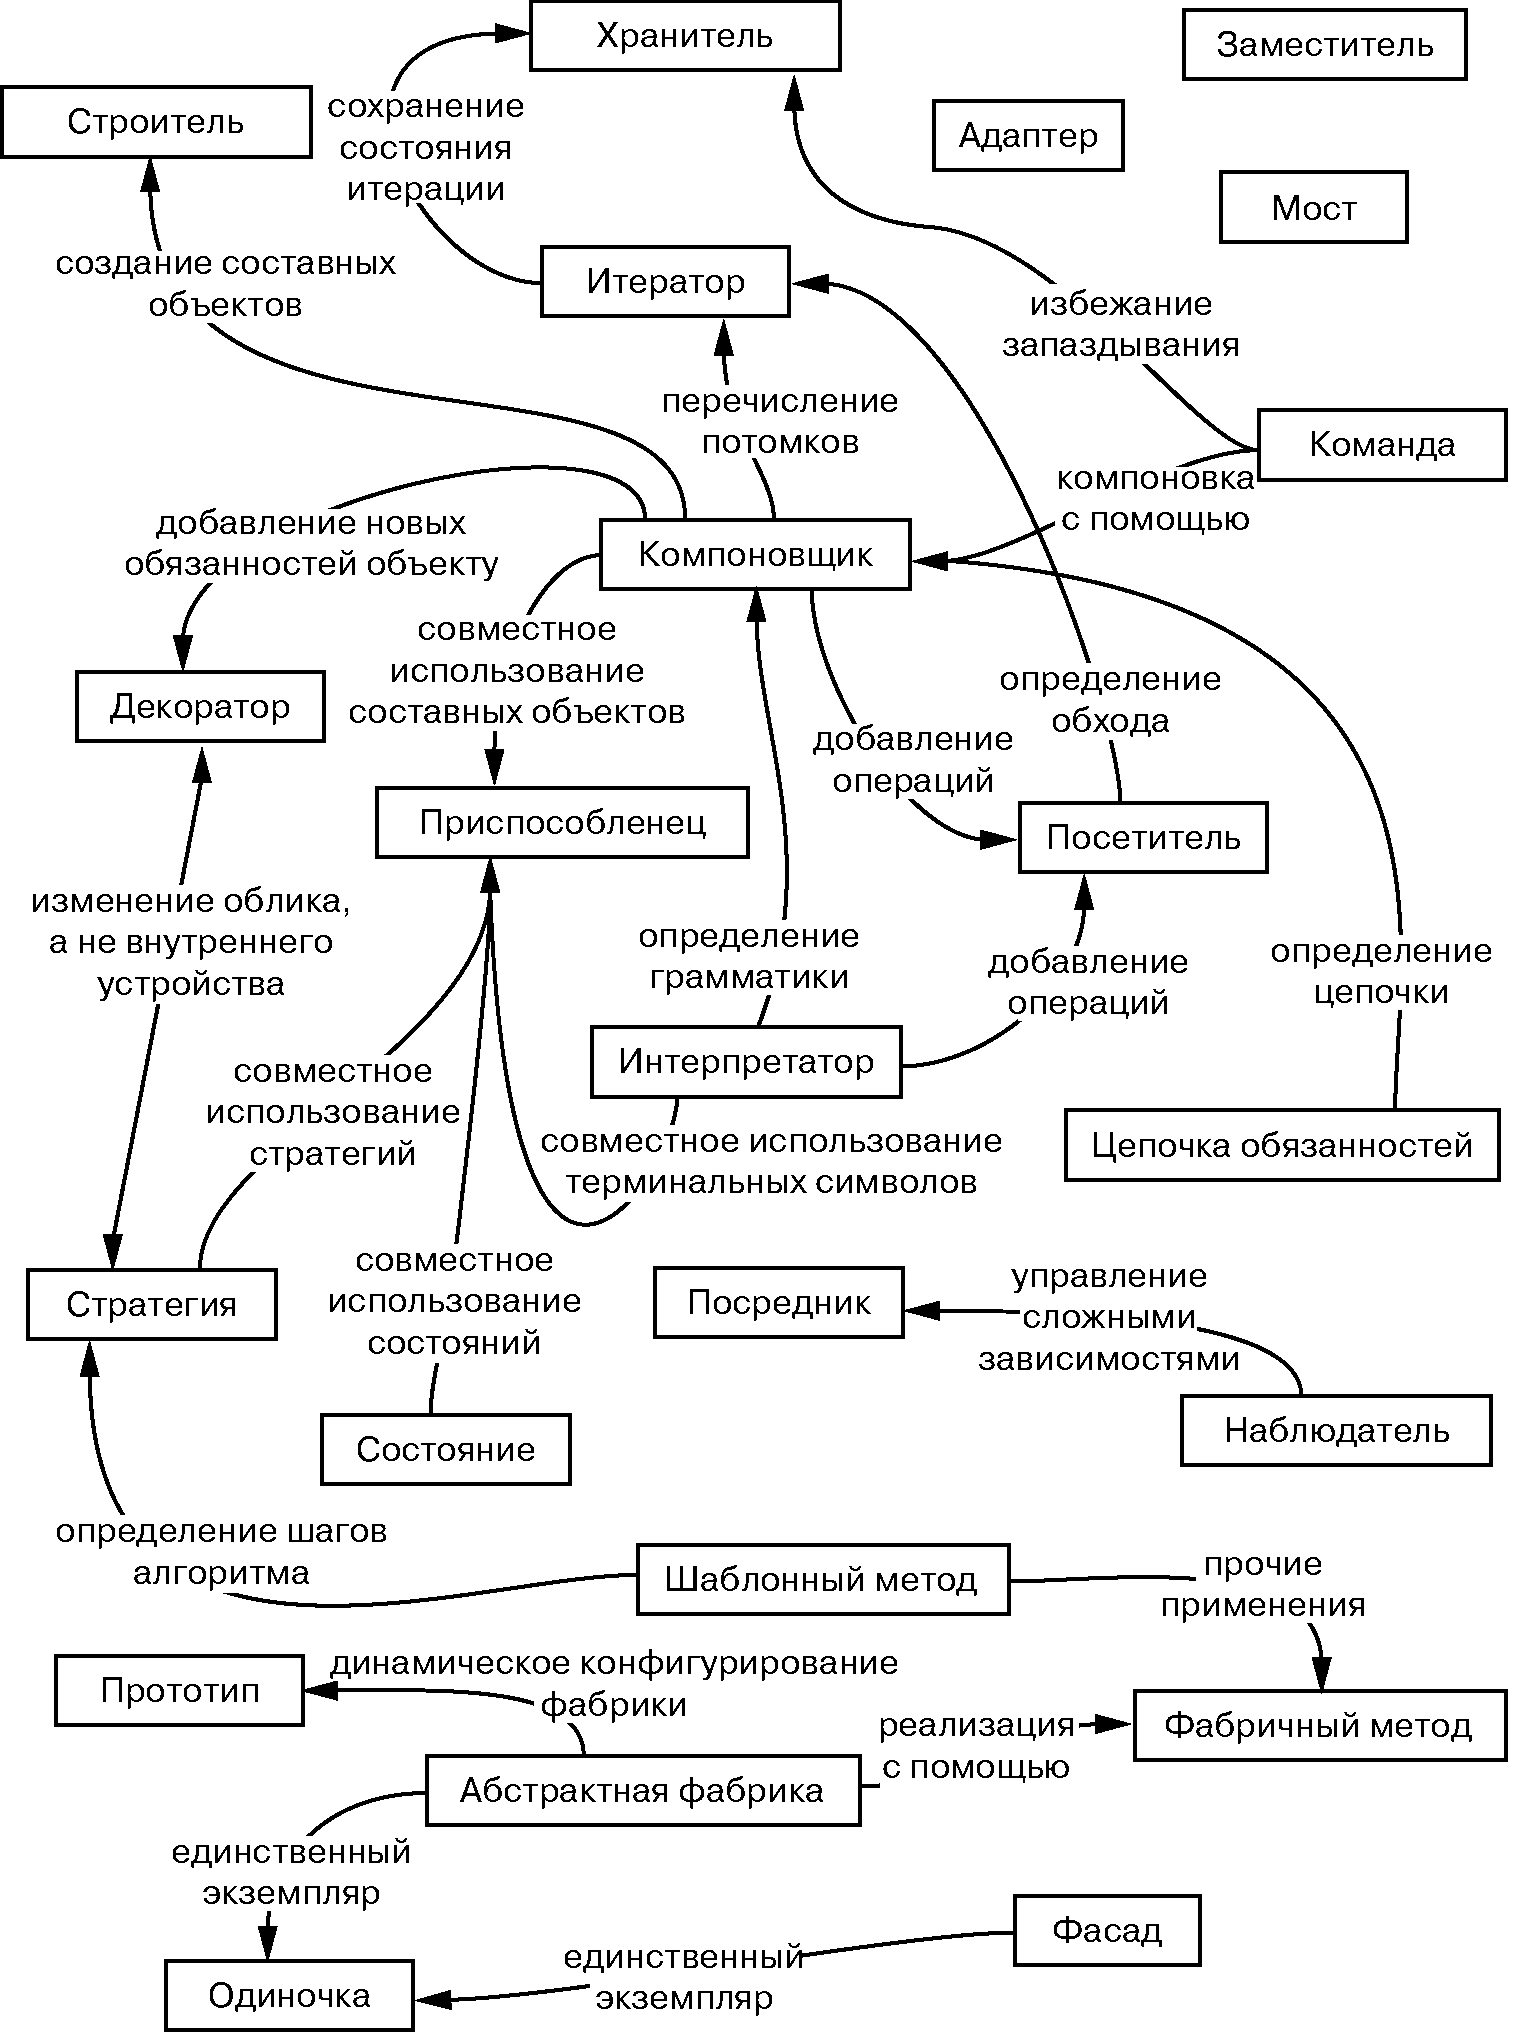 Хранитель
Заместитель
Строитель
сохранение
состояния
итерации
Адаптер
Мост
создание составных
объектов
Итератор
избежание
запаздывания
перечисление
потомков
Команда
компоновка
с помощью
добавление новых
обязанностей объекту
Компоновщик
совместное
использование
составных объектов
Декоратор
определение
обхода
добавление
операций
Приспособленец
Посетитель
изменение облика,
а не внутреннего
устройства
определение
грамматики
добавление
операций
определение
цепочки
совместное
использование
стратегий
Интерпретатор
совместное использование
терминальных символов
Цепочка обязанностей
совместное
использование
состояний
Стратегия
Посредник
управление
сложными
зависимостями
Состояние
Наблюдатель
определение шагов
алгоритма
Шаблонный метод
прочие
применения
Прототип
динамическое конфигурирование
фабрики
реализация
с помощью
Фабричный метод
Абстрактная фабрика
единственный
экземпляр
Фасад
единственный
экземпляр
Одиночка